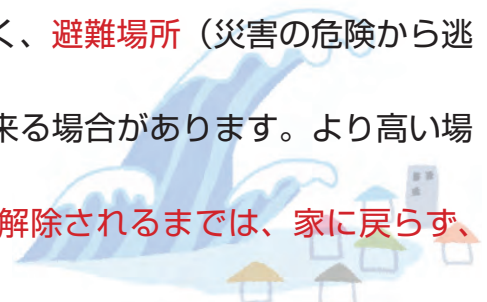 く、避難場所（災害の危険から逃
来る場合があります。より高い場
解除されるまでは、家に戻らず、